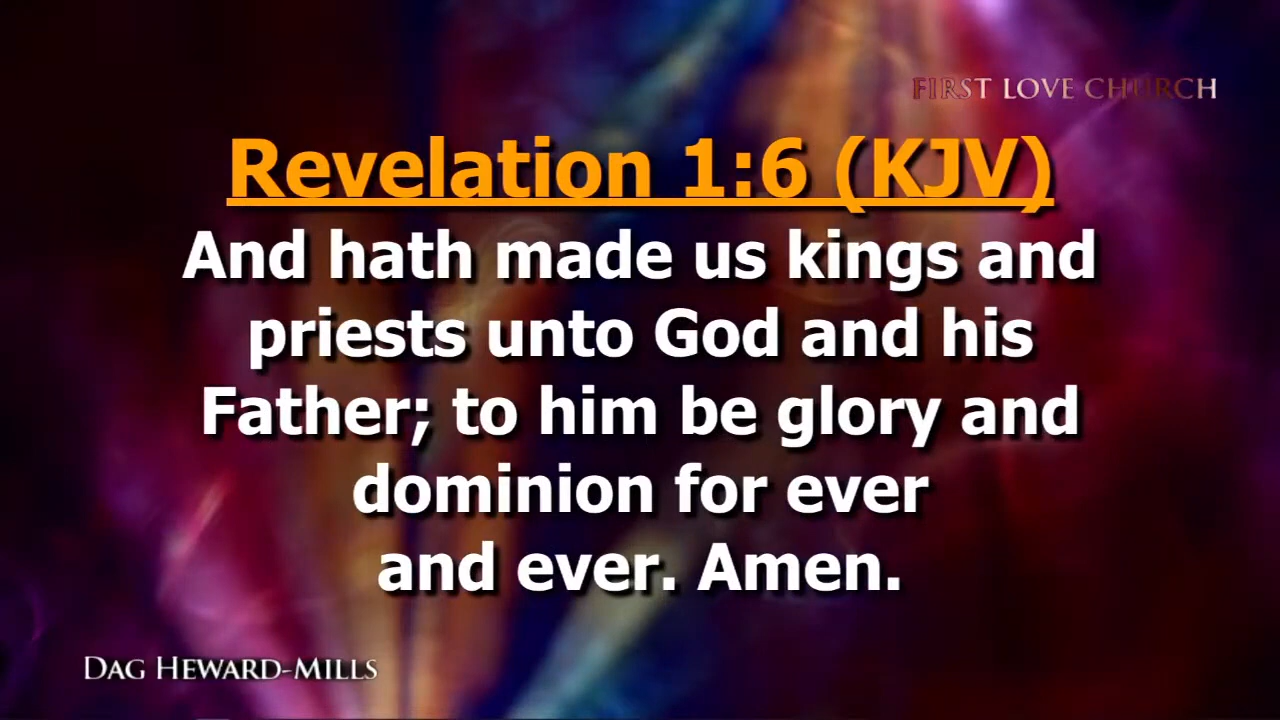 FIRST LOVE CHURCH
Revelation 1:6 (KJV)
And hath made us kings and
priests unto God and his
Father; to him be glory and
dominion for ever
and ever. Amen.
DAG HEWARD-MILLS